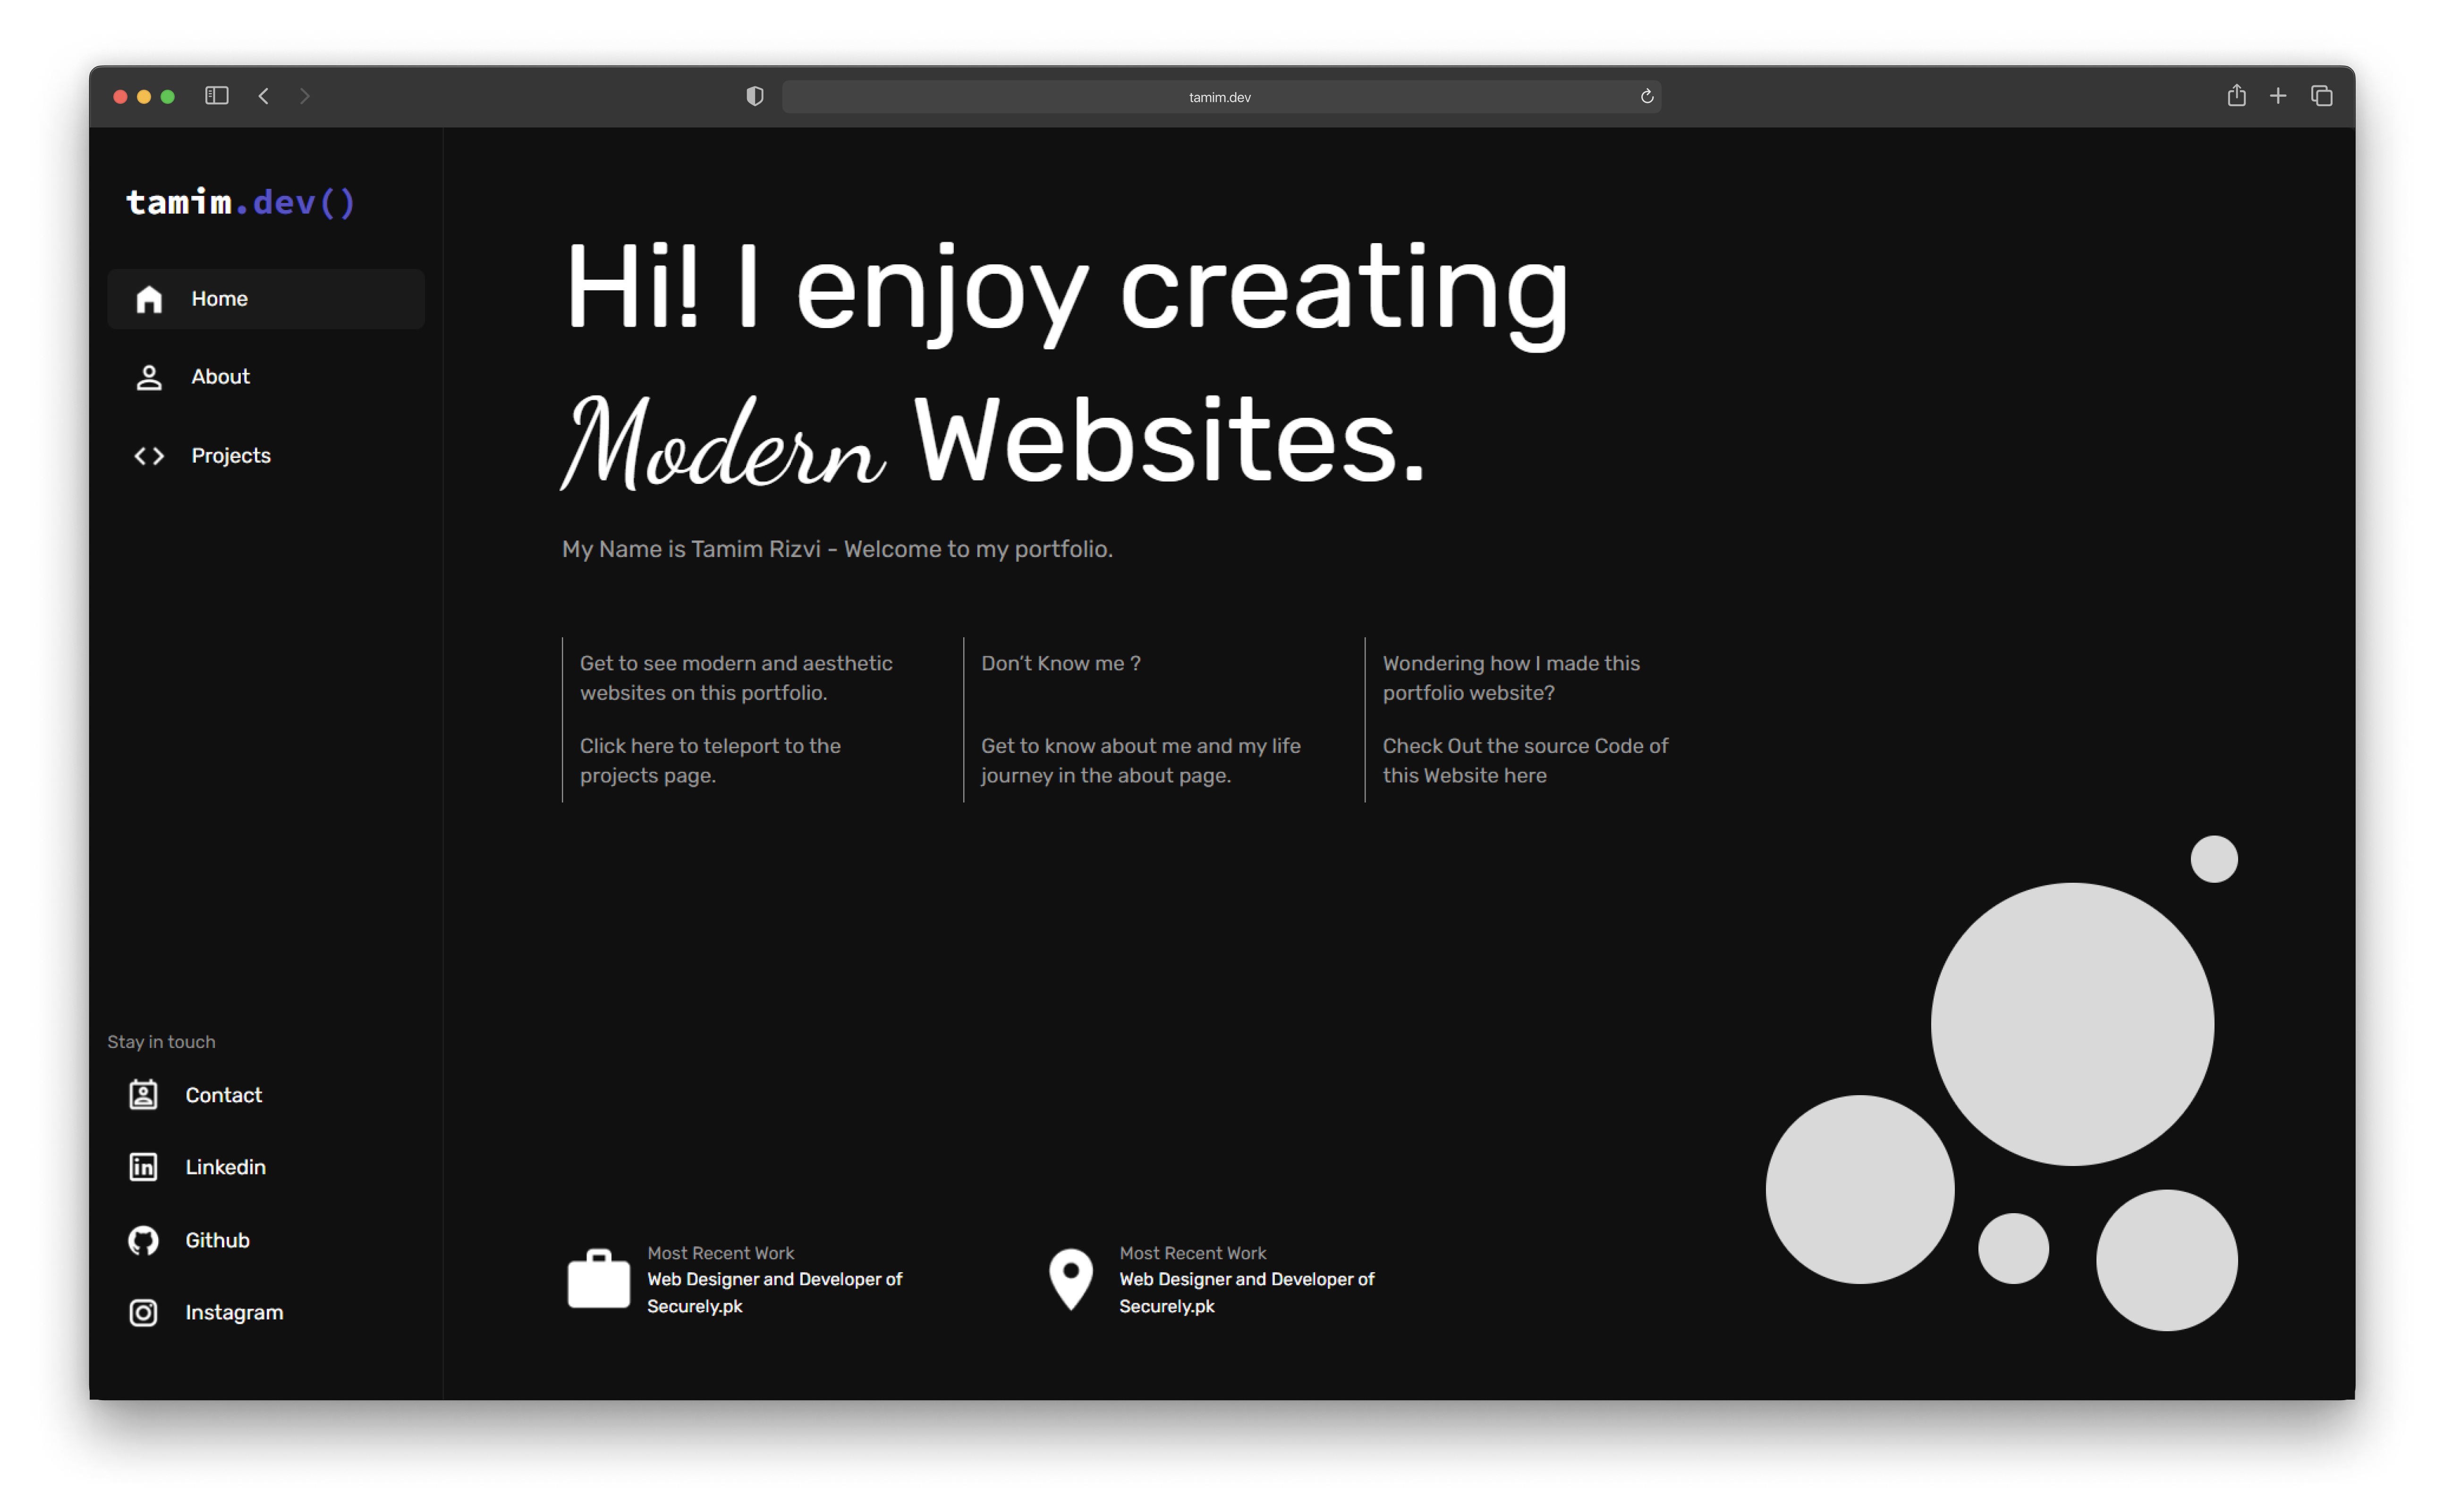 tamim.dev
tamim.dev()
Home
About
Projects
Stay in touch
Contact
Linkedin
Github
Instagram
Hi! I enjoy creating
Modern Websites.
My Name is Tamim Rizvi - Welcome to my portfolio.
Get to see modern and aesthetic
websites on this portfolio.
Click here to teleport to the
projects page.
Don’t Know me ?
Get to know about me and my life
journey in the about page.
Wondering how I made this
portfolio website?
Check Out the source Code of
this Website here
Most Recent Work
Web Designer and Developer of
Securely.pk
Most Recent Work
Web Designer and Developer of
Securely.pk